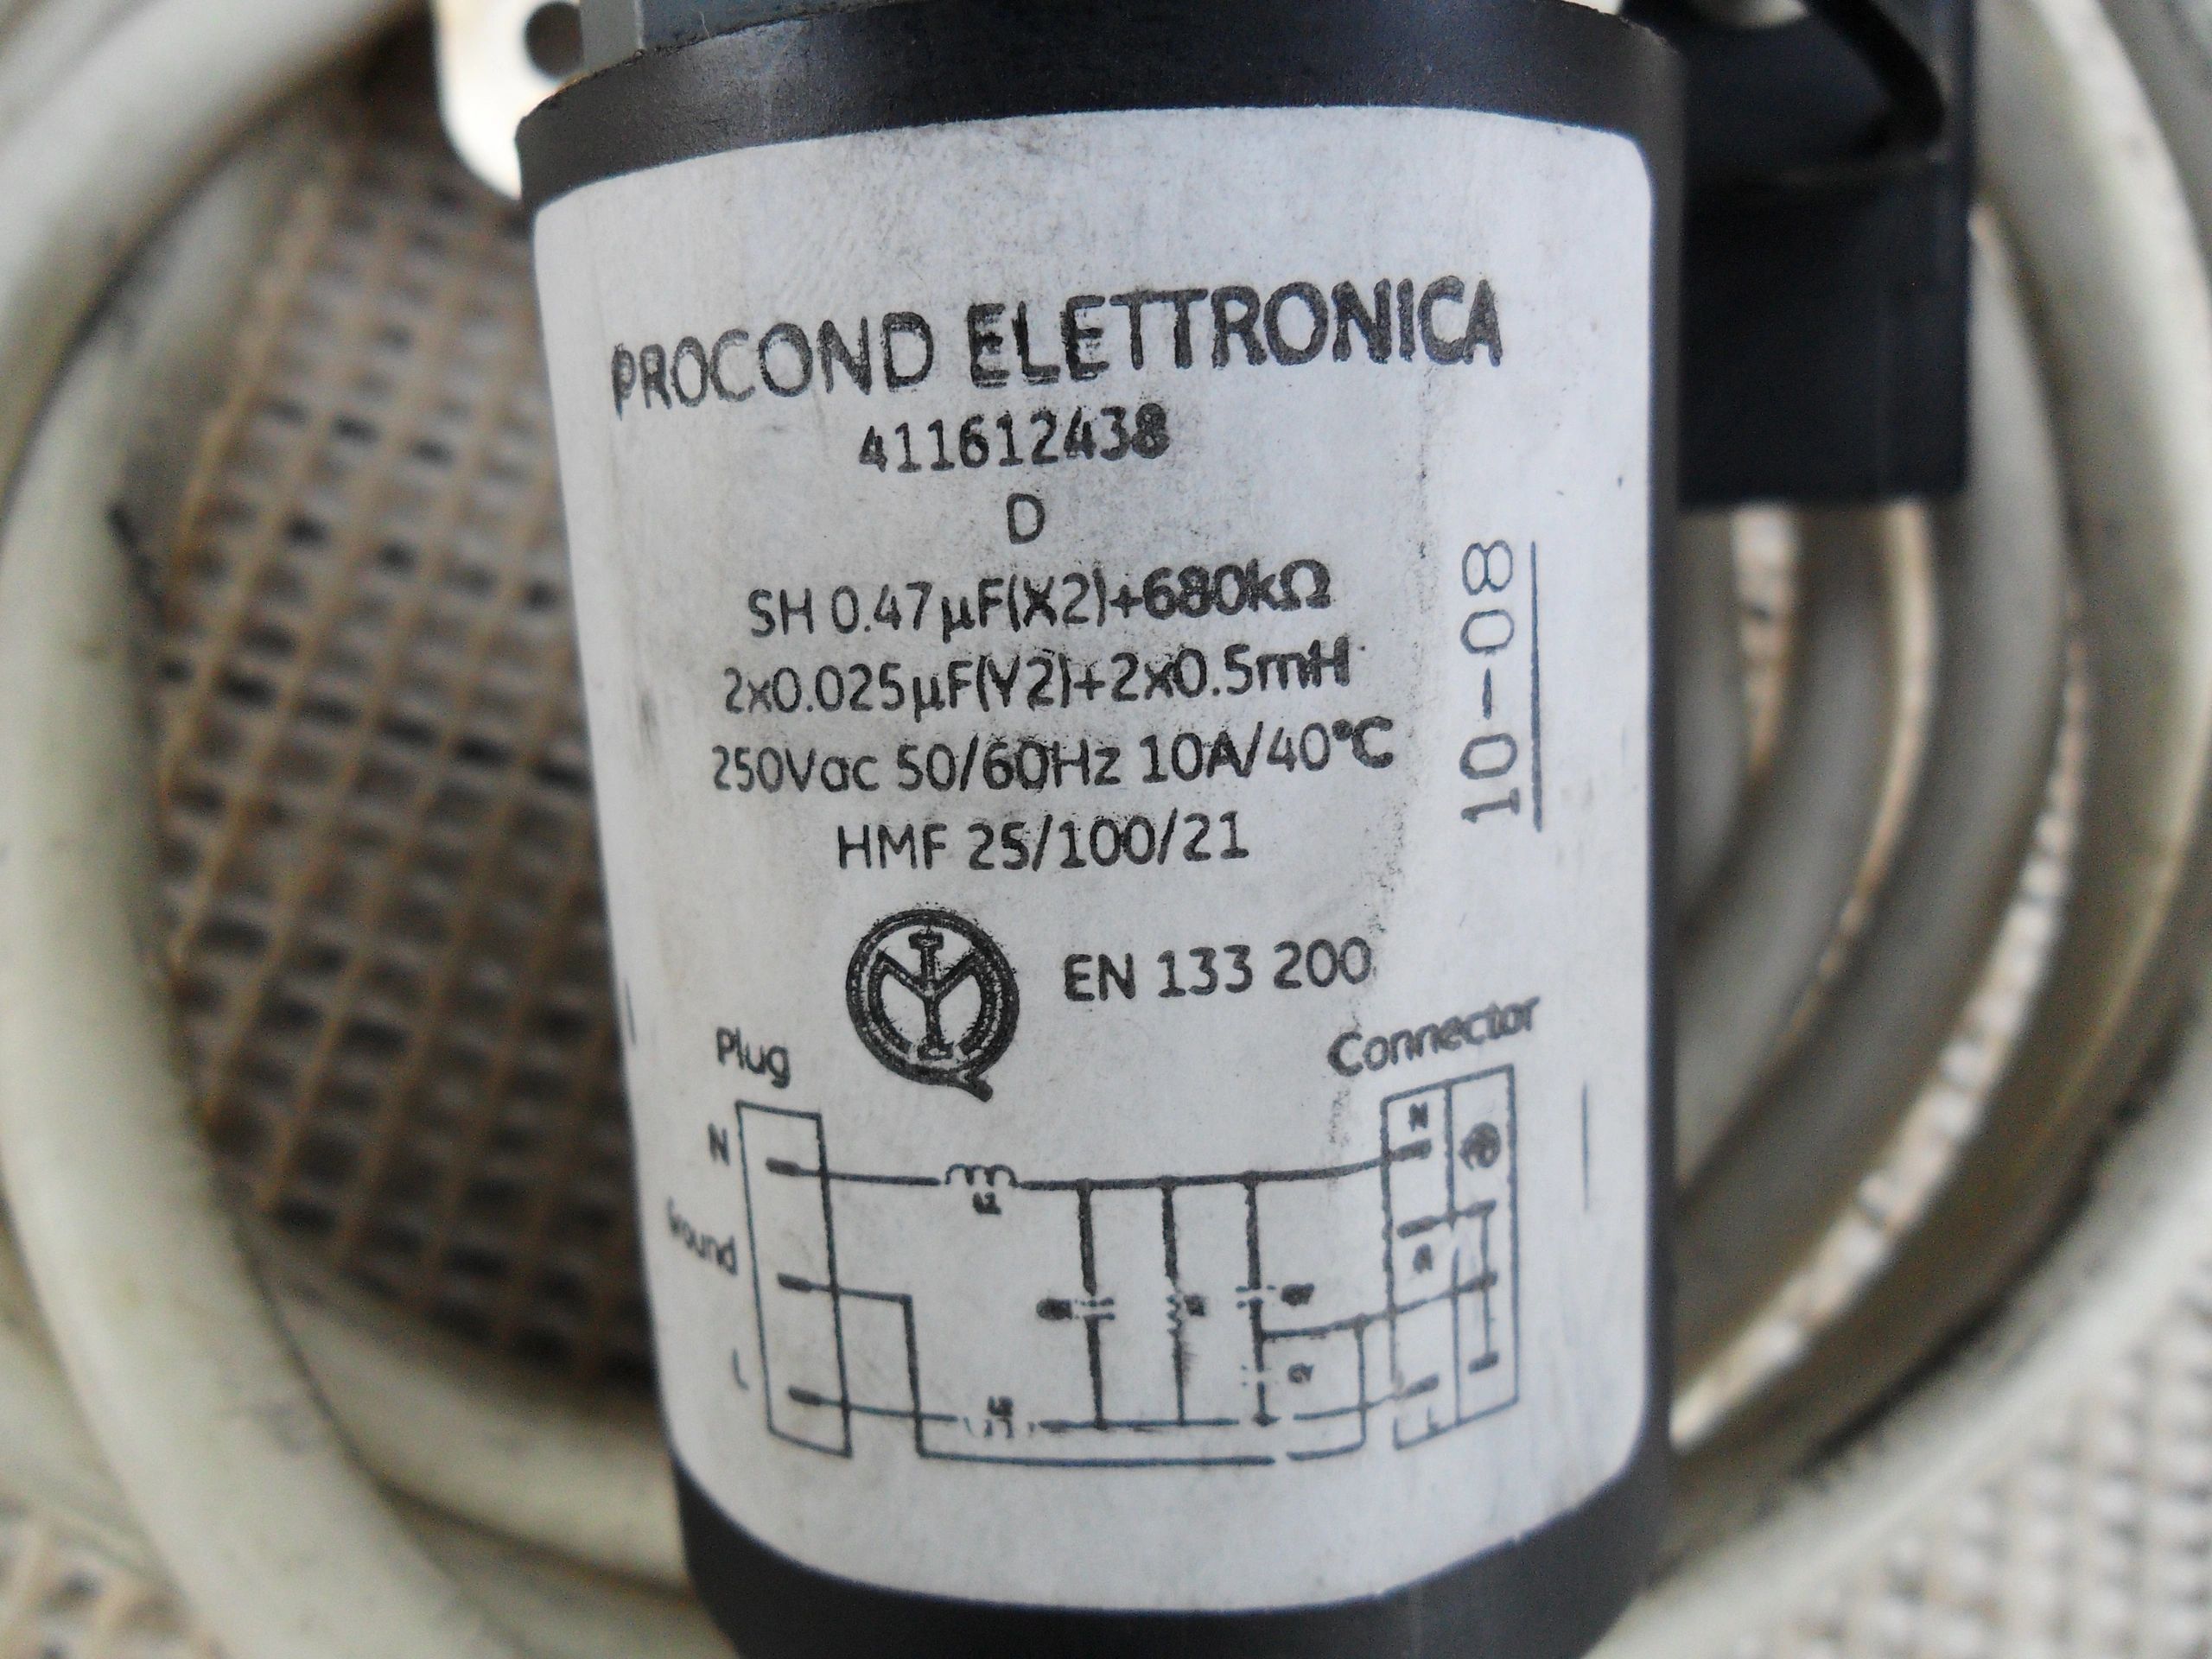 PROCOND ELETTRONICA
411612438
D
SH 0.47µF(X2)+680kΩ
2x0.025µF(Y2)+2x0.5mH
250Vac 50/60Hz 10A/40°C
HMF 25/100/21
10-08
EN 133 200
Plug
Connector
N
N
Ground
L
L